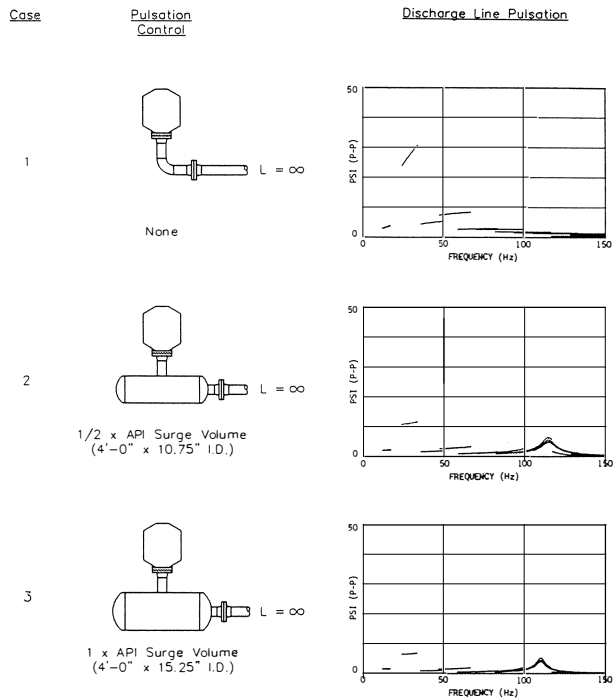 Case
Pulsation
Control
Discharge Line Pulsation
1
L = ∞
None
50
PSI (P-P)
0
0
50
100
150
FREQUENCY (Hz)
2
L = ∞
1/2 x API Surge Volume
(4'-0" x 10.75" I.D.)
50
PSI (P-P)
0
0
50
100
150
FREQUENCY (Hz)
3
L = ∞
1 x API Surge Volume
(4'-0" x 15.25" I.D.)
50
PSI (P-P)
0
0
50
100
150
FREQUENCY (Hz)